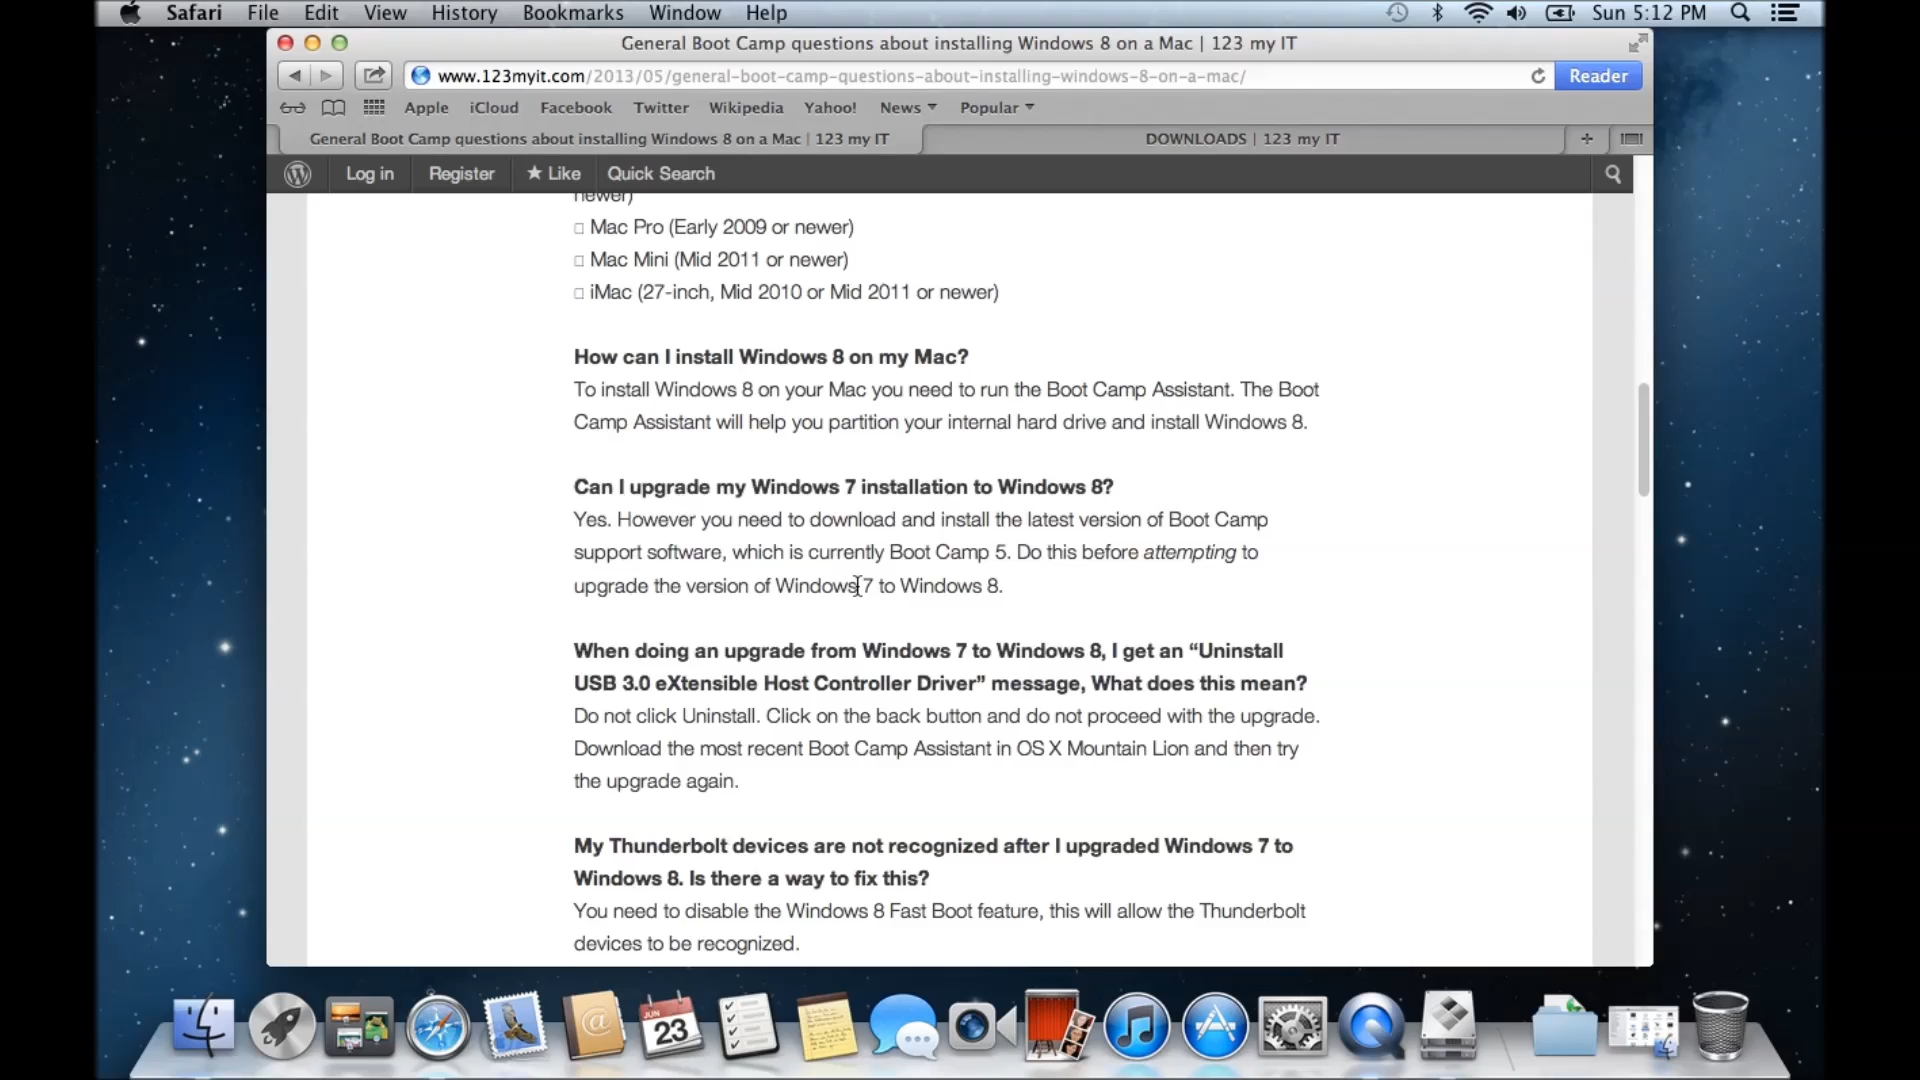 Safari File Edit View History Bookmarks Window Help Sun 5:12 PM
General Boot Camp questions about installing Windows 8 on a Mac | 123 my IT
www.123myit.com/2013/05/general-boot-camp-questions-about-installing-windows-8-on-a-mac/ Reader
Apple iCloud Facebook Twitter Wikipedia Yahoo! News Popular
General Boot Camp questions about installing Windows 8 on a Mac | 123 my IT DOWNLOADS | 123 my IT
Log in Register Like Quick Search
newer)
Mac Pro (Early 2009 or newer)
Mac Mini (Mid 2011 or newer)
iMac (27-inch, Mid 2010 or Mid 2011 or newer)
How can I install Windows 8 on my Mac?
To install Windows 8 on your Mac you need to run the Boot Camp Assistant. The Boot
Camp Assistant will help you partition your internal hard drive and install Windows 8.
Can I upgrade my Windows 7 installation to Windows 8?
Yes. However you need to download and install the latest version of Boot Camp
support software, which is currently Boot Camp 5. Do this before attempting to
upgrade the version of Windows 7 to Windows 8.
When doing an upgrade from Windows 7 to Windows 8, I get an “Uninstall
USB 3.0 eXtensible Host Controller Driver” message, What does this mean?
Do not click Uninstall. Click on the back button and do not proceed with the upgrade.
Download the most recent Boot Camp Assistant in OS X Mountain Lion and then try
the upgrade again.
My Thunderbolt devices are not recognized after I upgraded Windows 7 to
Windows 8. Is there a way to fix this?
You need to disable the Windows 8 Fast Boot feature, this will allow the Thunderbolt
devices to be recognized.
JUN
23